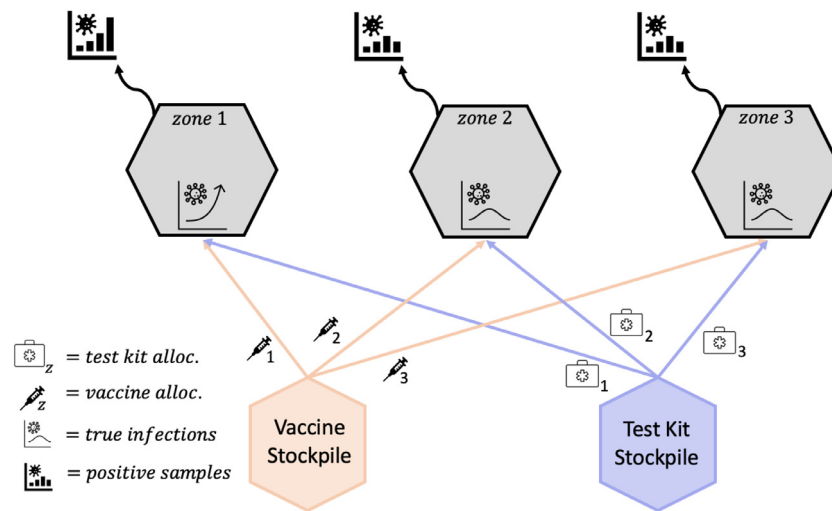 zone 1
zone 2
zone 3
1
2
3
1
2
3
Vaccine
Stockpile
Test Kit
Stockpile
z = test kit alloc.
z = vaccine alloc.
= true infections
= positive samples